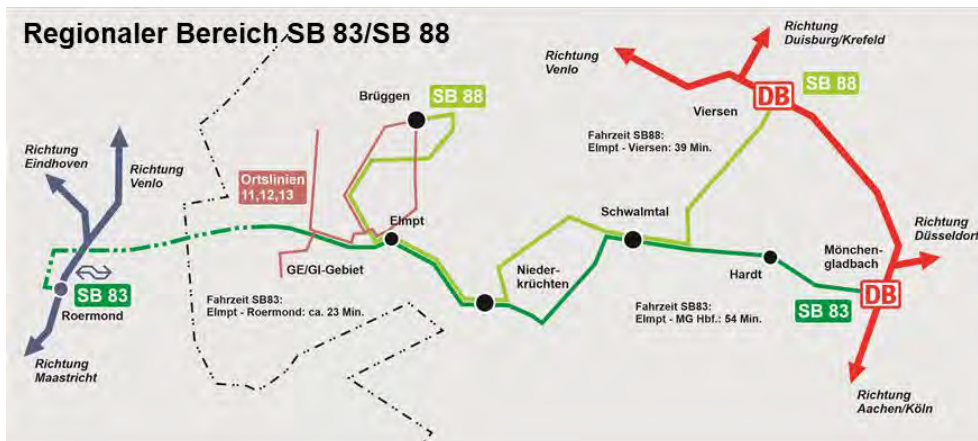 Regionaler Bereich SB 83/SB 88
Richtung
Duisburg/Krefeld
Richtung
Venlo
DB
SB 88
Viersen
Brüggen
SB 88
Fahrzeit SB88:
Elmpt - Viersen: 39 Min.
Richtung
Eindhoven
Richtung
Venlo
Ortslinien
11,12,13
Elmpt
Schwalmtal
Richtung
Düsseldorf
Mönchen-
gladbach
GE/GI-Gebiet
Nieder-
krüchten
Hardt
SB 83
Roermond
Fahrzeit SB83:
Elmpt - Roermond: ca. 23 Min.
Fahrzeit SB83:
Elmpt - MG Hbf.: 54 Min.
SB 83
DB
Richtung
Maastricht
Richtung
Aachen/Köln